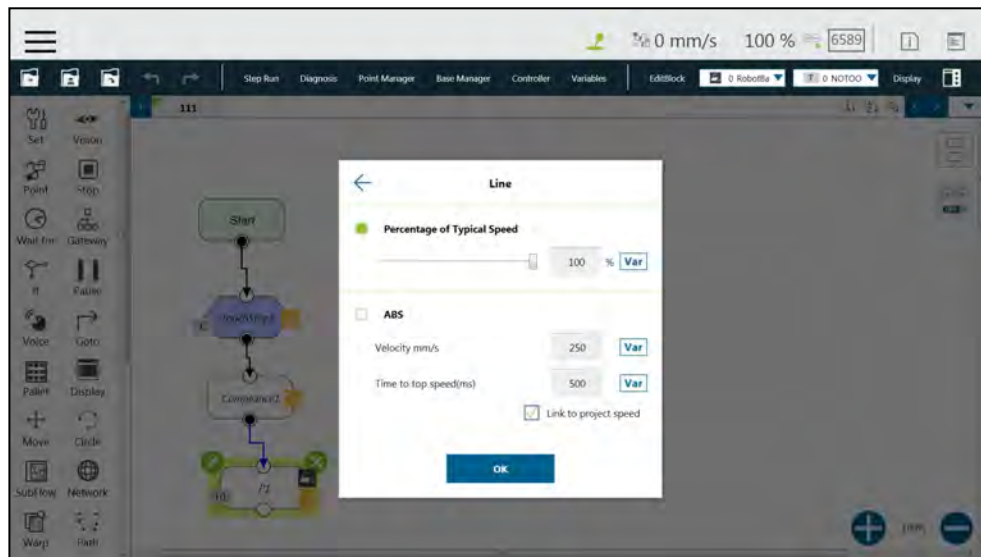 0 mm/s 100 % 6589
Step Run Diagnosis Point Manager Base Manager Controller Variables EditBlock 0 RobotBa T 0 NOTOO Display
111
Set Vision
Point Stop
Wait for Gateway
If Pause
Voice Goto
Pallet Display
Move Circle
SubFlow Network
Warp Path
Start
TouchStop1
Compliance1
P1
Line
Percentage of Typical Speed
100 % Var
ABS
Velocity mm/s 250 Var
Time to top speed(ms) 500 Var
Link to project speed
OK